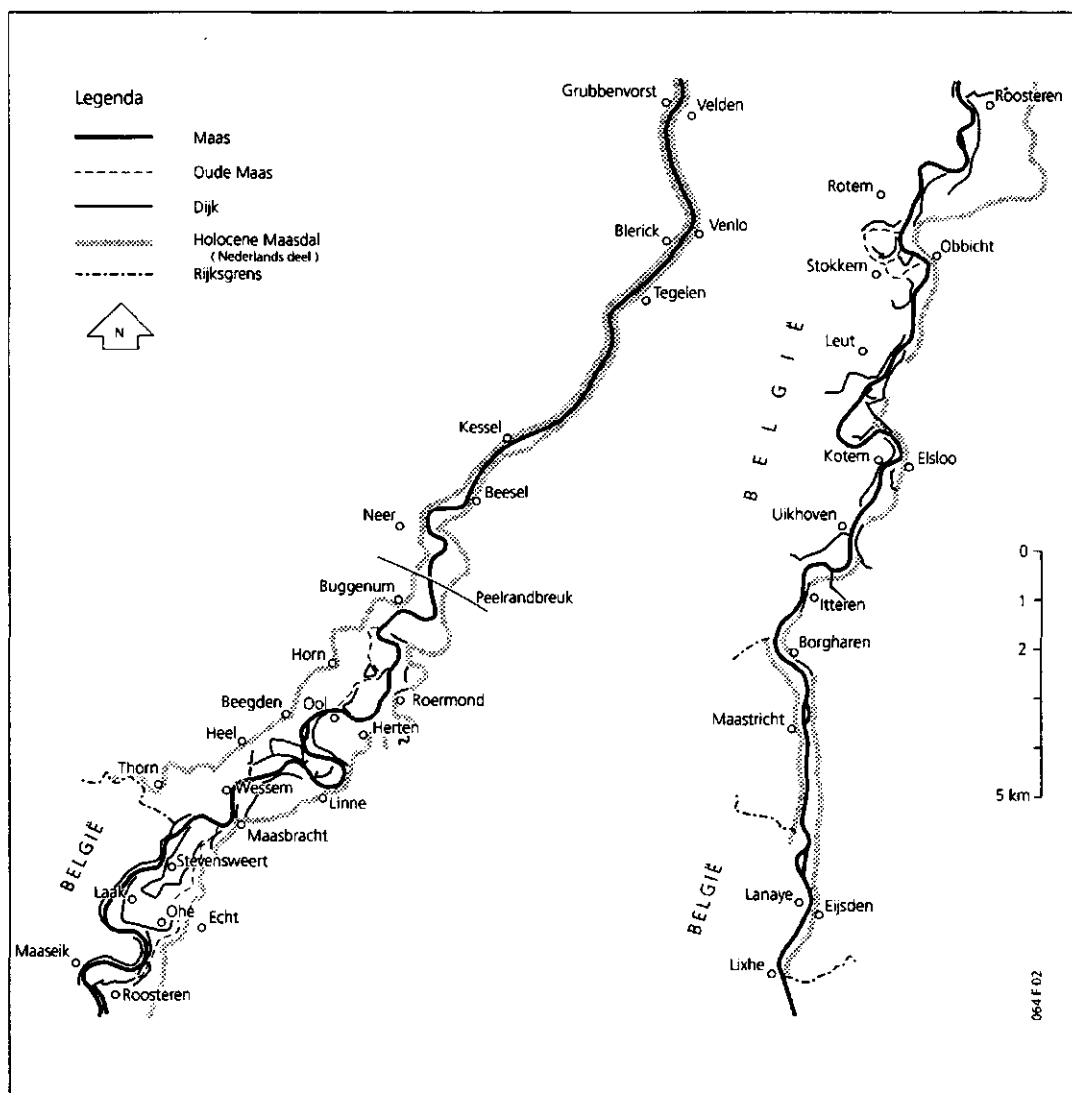 Legenda
Maas
Oude Maas
Dijk
Holocene Maasdal
(Nederlands deel)
Rijksgrens
N
Grubbenvorst
Velden
Blerick
Venlo
Tegelen
Kessel
Beesel
Neer
Buggenum
Peelrandbreuk
Horn
Roermond
Beegden
Ool
Herten
Heel
Thorn
Wessem
Linne
Maasbracht
BELGIË
Stevensweert
Laak
Ohé
Echt
Maaseik
Roosteren
Roosteren
Rotem
Obbicht
Stokkem
Leut
BELGIË
Kotem
Elsloo
Uikhoven
Itteren
Borgharen
Maastricht
BELGIË
Lanaye
Eijsden
Lixhe
0
1
2
5 km
064 F 02